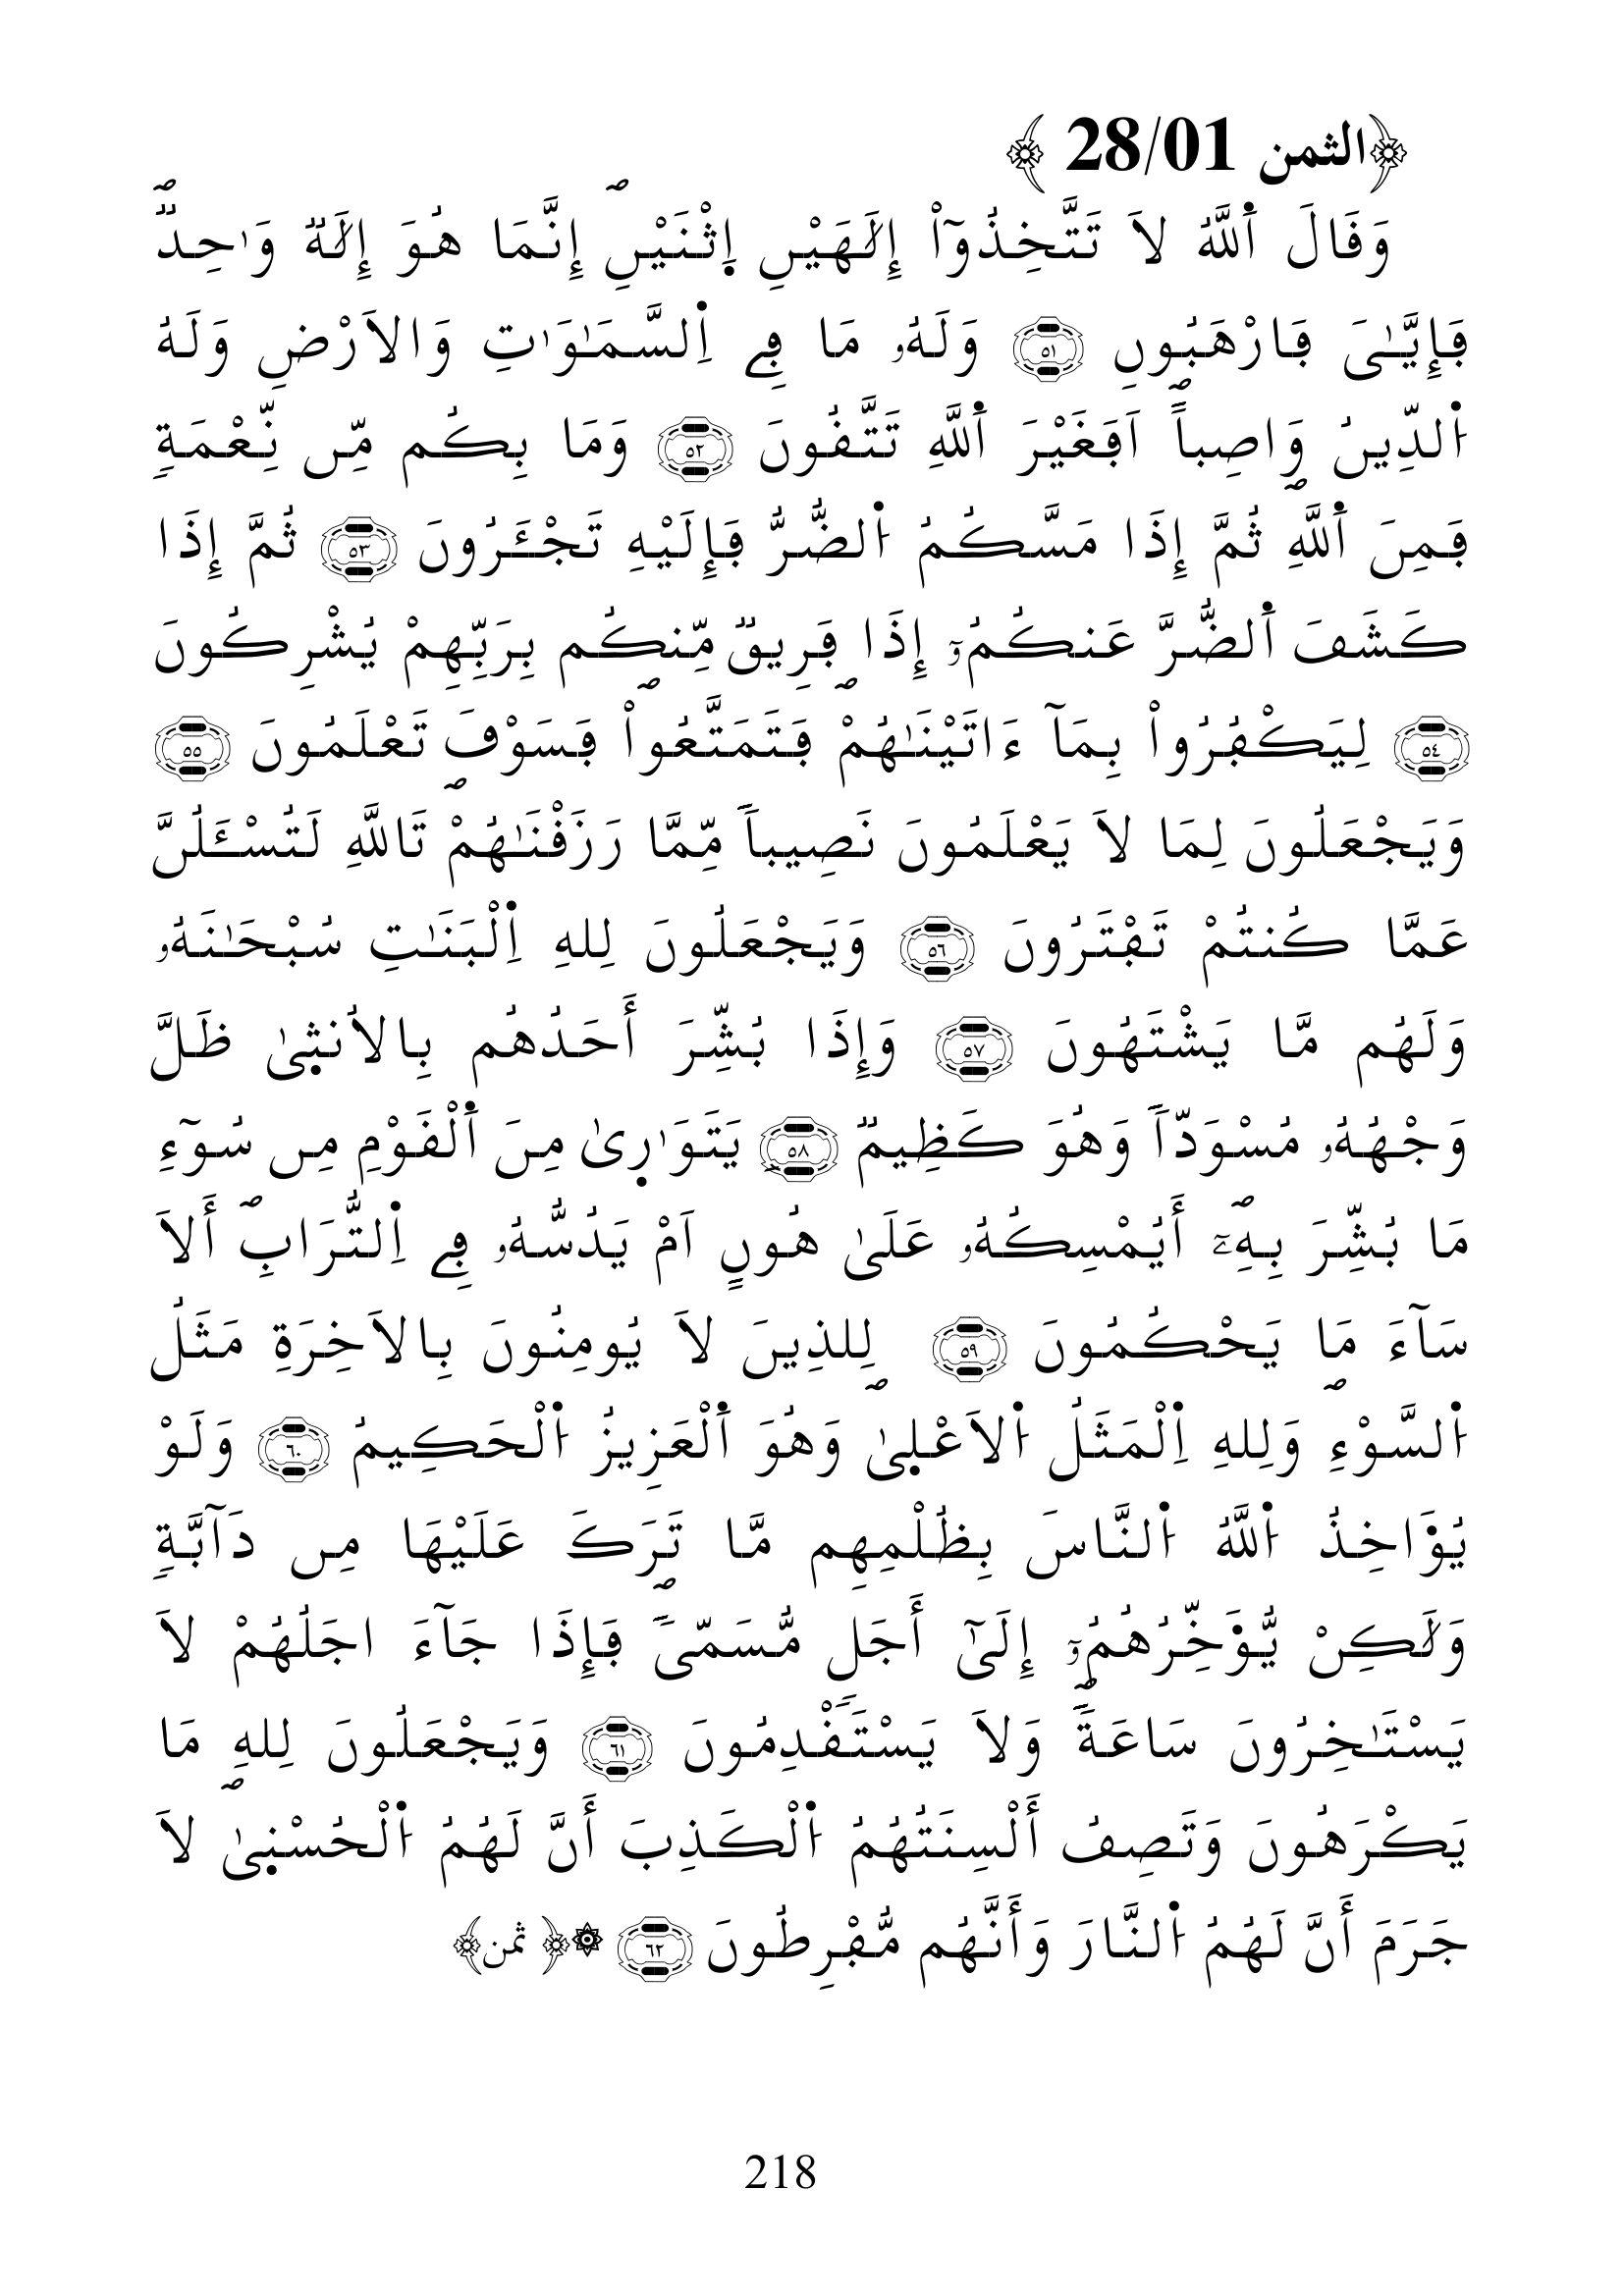 ﴿الثمن 28/01 ﴾
وَقَالَ اَ۬للَّهُ لَا تَتَّخِذُوٓاْ إِلَٰهَيْنِ اِ۪ثْنَيْنِۖ إِنَّمَا هُوَ إِلَٰهٞ وَٰحِدٞۖ
فَإِيَّٰىَ فَارْهَبُونِۖ ٥١ وَلَهُۥ مَا فِے اِ۬لسَّمَٰوَٰتِ وَالَارْضِ وَلَهُ
اُ۬لدِّينُ وَاصِباًۖ اَفَغَيْرَ اَ۬للَّهِ تَتَّقُونَ ٥٢ وَمَا بِكُم مِّن نِّعْمَةٖ
فَمِنَ اَ۬للَّهِۖ ثُمَّ إِذَا مَسَّكُمُ اُ۬لضُّرُّ فَإِلَيْهِ تَجْـَٔرُونَ ٥٣ ثُمَّ إِذَا
كَشَفَ اَ۬لضُّرَّ عَنكُمُۥٓ إِذَا فَرِيقٞ مِّنكُم بِرَبِّهِمْ يُشْرِكُونَ
٥٤ لِيَكْفُرُواْ بِمَآ ءَاتَيْنَٰهُمْۖ فَتَمَتَّعُواْۖ فَسَوْفَ تَعْلَمُونَ ٥٥
وَيَجْعَلُونَ لِمَا لَا يَعْلَمُونَ نَصِيباٗ مِّمَّا رَزَقْنَٰهُمْۖ تَاللَّهِ لَتُسْـَٔلُنَّ
عَمَّا كُنتُمْ تَفْتَرُونَ ٥٦ وَيَجْعَلُونَ لِلهِ اِ۬لْبَنَٰتِ سُبْحَٰنَهُۥ
وَلَهُم مَّا يَشْتَهُونَ ٥٧ وَإِذَا بُشِّرَ أَحَدُهُم بِالُانث۪ىٰ ظَلَّ
وَجْهُهُۥ مُسْوَدّاٗ وَهُوَ كَظِيمٞ ٥٨ يَتَوَٰر۪ىٰ مِنَ اَ۬لْقَوْمِ مِن سُوٓءِ
مَا بُشِّرَ بِهِۦٓۖ أَيُمْسِكُهُۥ عَلَىٰ هُونٍ اَمْ يَدُسُّهُۥ فِے اِ۬لتُّرَابِۖ أَلَا
سَآءَ مَا يَحْكُمُونَۖ ٥٩ لِلذِينَ لَا يُومِنُونَ بِالَاخِرَةِ مَثَلُ
اُ۬لسَّوْءِۖ وَلِلهِ اِ۬لْمَثَلُ اُ۬لَاعْل۪ىٰۖ وَهُوَ اَ۬لْعَزِيزُ اُ۬لْحَكِيمُ ٦٠ وَلَوْ
يُؤَاخِذُ اُ۬للَّهُ اُ۬لنَّاسَ بِظُلْمِهِم مَّا تَرَكَ عَلَيْهَا مِن دَآبَّةٖ
وَلَٰكِنْ يُّؤَخِّرُهُمُۥٓ إِلَىٰٓ أَجَلٖ مُّسَمّىٗۖ فَإِذَا جَآءَ اجَلُهُمْ لَا
يَسْتَٰخِرُونَ سَاعَةٗۖ وَلَا يَسْتَقْدِمُونَ ٦١ وَيَجْعَلُونَ لِلهِ مَا
يَكْرَهُونَۖ وَتَصِفُ أَلْسِنَتُهُمُ اُ۬لْكَذِبَ أَنَّ لَهُمُ اُ۬لْحُسْن۪ىٰۖ لَا
جَرَمَ أَنَّ لَهُمُ اُ۬لنَّارَ وَأَنَّهُم مُّفْرِطُونَ ٦٢ ۞﴿ ثمن﴾
218